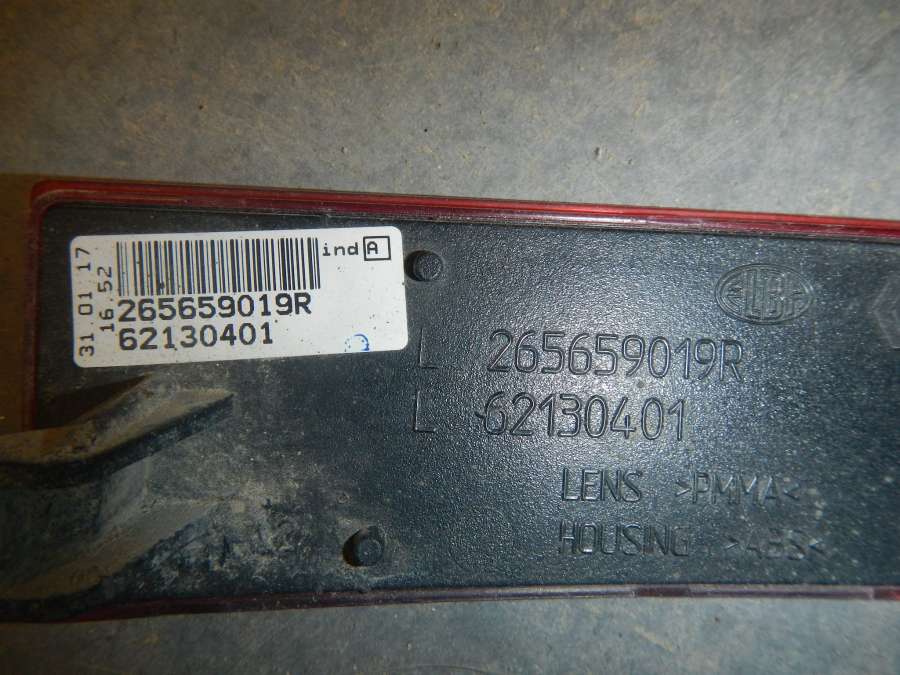 31 01 17
16.52
ind A
265659019R
62130401
L 265659019R
L 62130401
LENS >PMMA<
HOUSING >ABS<